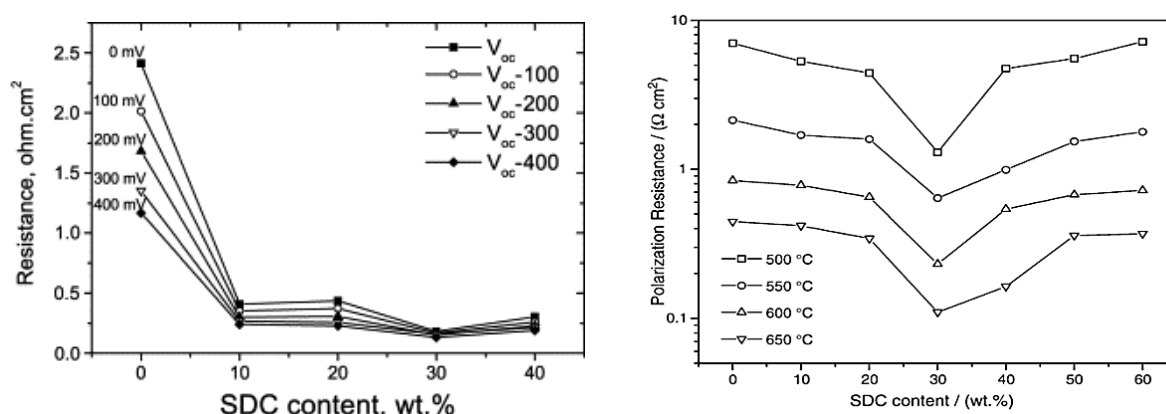 2.5
2.0
1.5
1.0
0.5
0.0
Resistance, ohm.cm²
0 mV
100 mV
200 mV
300 mV
400 mV
V_oc
V_oc-100
V_oc-200
V_oc-300
V_oc-400
0 10 20 30 40
SDC content, wt.%
10
1
0.1
Polarization Resistance / (Ω cm²)
500 °C
550 °C
600 °C
650 °C
0 10 20 30 40 50 60
SDC content / (wt.%)